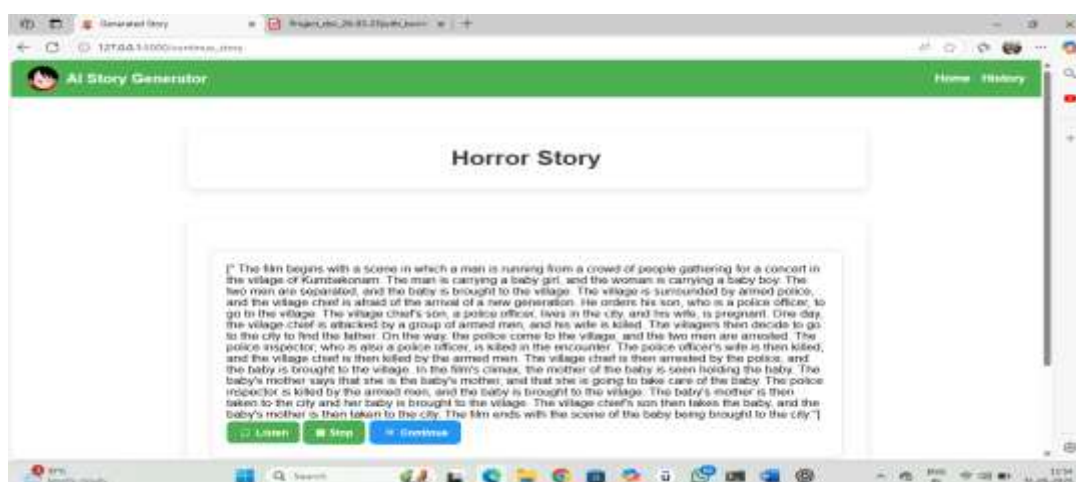 Generated Story
AI Story Generator
Home History
Horror Story
[" The film begins with a scene in which a man is running from a crowd of people gathering for a concert in
the village of Kumbakonam. The man is carrying a baby girl, and the woman is carrying a baby boy. The
two men are separated, and the baby is brought to the village. The village is surrounded by armed police,
and the village chief is afraid of the arrival of a new generation. He orders his son, who is a police officer, to
go to the village. The village chief's son, a police officer, lives in the city, and his wife, is pregnant. One day,
the village chief is attacked by a group of armed men, and his wife is killed. The villagers then decide to go
to the city to find the father. On the way, the police come to the village, and the two men are arrested. The
police inspector, who is also a police officer, is killed in the encounter. The police officer's wife is then killed,
and the village chief is then killed by the armed men. The village chief is then arrested by the police, and
the baby is brought to the village. In the film's climax, the mother of the baby is seen holding the baby. The
baby's mother says that she is the baby's mother, and that she is going to take care of the baby. The police
inspector is killed by the armed men, and the baby is brought to the village. The baby's mother is then
taken to the city and her baby is brought to the village. The village chief's son then takes the baby, and the
baby's mother is then taken to the city. The film ends with the scene of the baby being brought to the city."]
Listen Stop Continue
Search